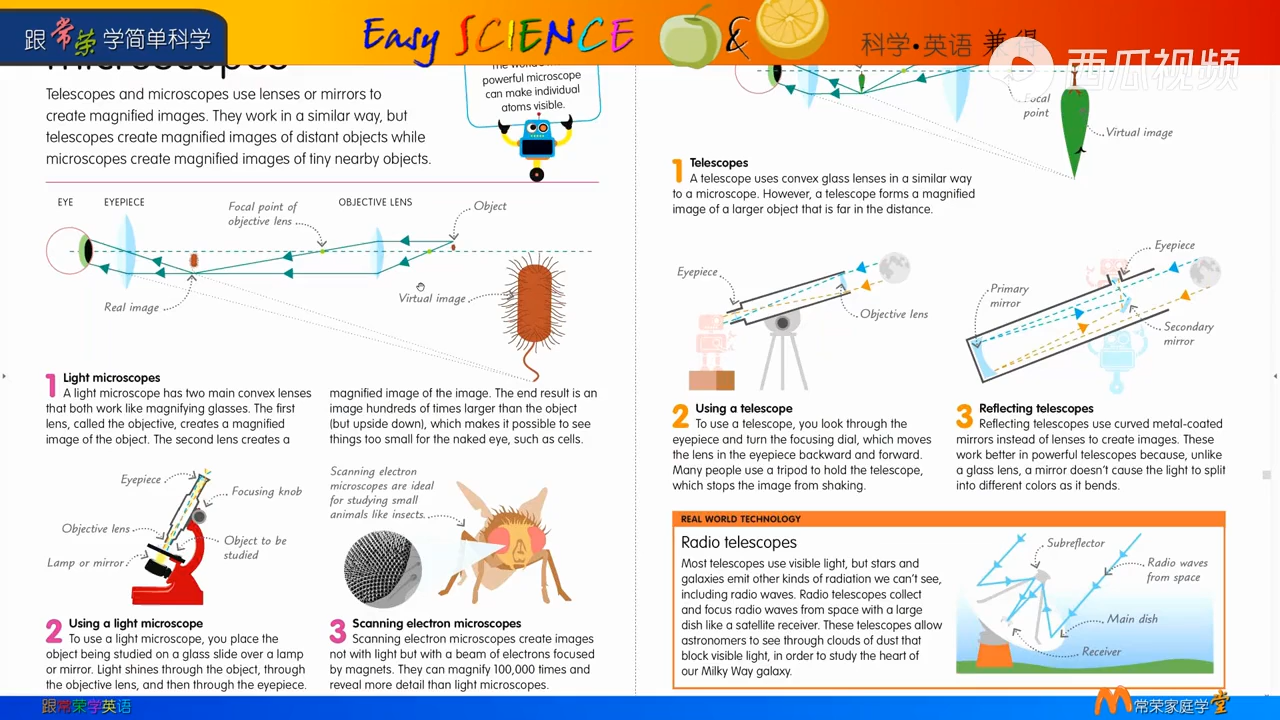 跟常荣学简单科学
Easy SCIENCE &
科学•英语 兼得
西瓜视频
microscopes
powerful microscope
can make individual
atoms visible.
Telescopes and microscopes use lenses or mirrors to
create magnified images. They work in a similar way, but
telescopes create magnified images of distant objects while
microscopes create magnified images of tiny nearby objects.
EYE
EYEPIECE
Focal point of
objective lens
OBJECTIVE LENS
Object
Real image
Virtual image
1 Light microscopes
A light microscope has two main convex lenses
that both work like magnifying glasses. The first
lens, called the objective, creates a magnified
image of the object. The second lens creates a
magnified image of the image. The end result is an
image hundreds of times larger than the object
(but upside down), which makes it possible to see
things too small for the naked eye, such as cells.
Eyepiece
Focusing knob
Objective lens
Object to be
studied
Lamp or mirror
Scanning electron
microscopes are ideal
for studying small
animals like insects.
2 Using a light microscope
To use a light microscope, you place the
object being studied on a glass slide over a lamp
or mirror. Light shines through the object, through
the objective lens, and then through the eyepiece.
3 Scanning electron microscopes
Scanning electron microscopes create images
not with light but with a beam of electrons focused
by magnets. They can magnify 100,000 times and
reveal more detail than light microscopes.
Focal
point
Virtual image
1 Telescopes
A telescope uses convex glass lenses in a similar way
to a microscope. However, a telescope forms a magnified
image of a larger object that is far in the distance.
Eyepiece
Objective lens
Eyepiece
Primary
mirror
Secondary
mirror
2 Using a telescope
To use a telescope, you look through the
eyepiece and turn the focusing dial, which moves
the lens in the eyepiece backward and forward.
Many people use a tripod to hold the telescope,
which stops the image from shaking.
3 Reflecting telescopes
Reflecting telescopes use curved metal-coated
mirrors instead of lenses to create images. These
work better in powerful telescopes because, unlike
a glass lens, a mirror doesn't cause the light to split
into different colors as it bends.
REAL WORLD TECHNOLOGY
Radio telescopes
Most telescopes use visible light, but stars and
galaxies emit other kinds of radiation we can't see,
including radio waves. Radio telescopes collect
and focus radio waves from space with a large
dish like a satellite receiver. These telescopes allow
astronomers to see through clouds of dust that
block visible light, in order to study the heart of
our Milky Way galaxy.
Subreflector
Radio waves
from space
Main dish
Receiver
跟常荣学英语
常荣家庭学堂